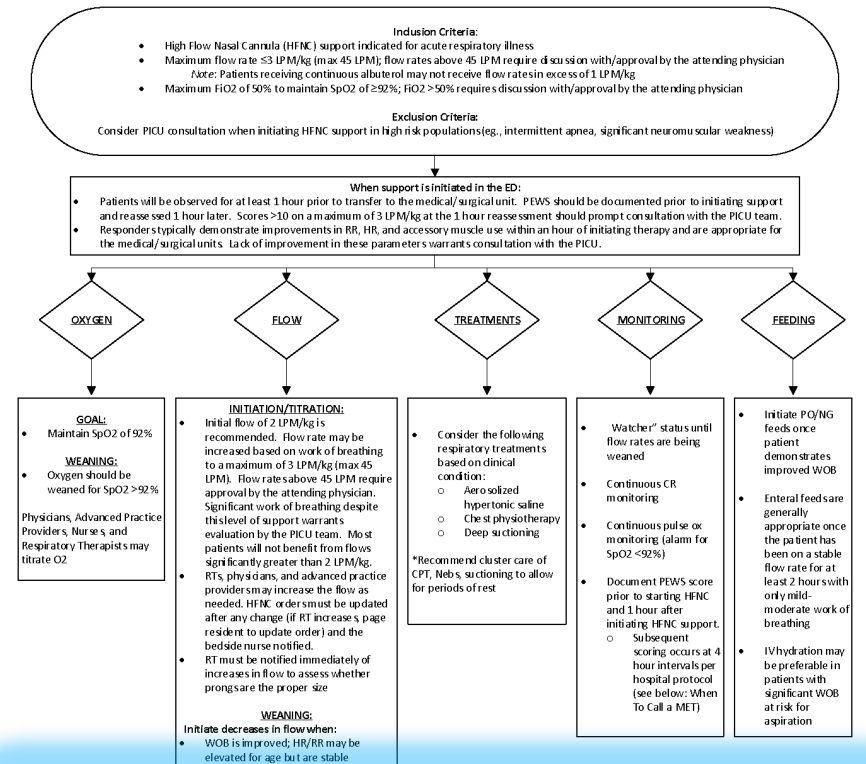 Inclusion Criteria:
• High Flow Nasal Cannula (HFNC) support indicated for acute respiratory illness
• Maximum flow rate ≤3 LPM/kg (max 45 LPM); flow rates above 45 LPM require discussion with/approval by the attending physician
Note: Patients receiving continuous albuterol may not receive flow rates in excess of 1 LPM/kg
• Maximum FiO2 of 50% to maintain SpO2 of ≥92%; FiO2 >50% requires discussion with/approval by the attending physician
Exclusion Criteria:
Consider PICU consultation when initiating HFNC support in high risk populations (eg., intermittent apnea, significant neuromuscular weakness)
When support is initiated in the ED:
• Patients will be observed for at least 1 hour prior to transfer to the medical/surgical unit. PEWS should be documented prior to initiating support
and reassessed 1 hour later. Scores >10 on a maximum of 3 LPM/kg at the 1 hour reassessment should prompt consultation with the PICU team.
• Responders typically demonstrate improvements in RR, HR, and accessory muscle use within an hour of initiating therapy and are appropriate for
the medical/surgical units. Lack of improvement in these parameters warrants consultation with the PICU.
OXYGEN
FLOW
TREATMENTS
MONITORING
FEEDING
GOAL:
• Maintain SpO2 of 92%
WEANING:
• Oxygen should be
weaned for SpO2 >92%
Physicians, Advanced Practice
Providers, Nurses, and
Respiratory Therapists may
titrate O2
INITIATION/TITRATION:
• Initial flow of 2 LPM/kg is
recommended. Flow rate may be
increased based on work of breathing
to a maximum of 3 LPM/kg (max 45
LPM). Flow rates above 45 LPM require
approval by the attending physician.
Significant work of breathing despite
this level of support warrants
evaluation by the PICU team. Most
patients will not benefit from flows
significantly greater than 2 LPM/kg.
• RTs, physicians, and advanced practice
providers may increase the flow as
needed. HFNC orders must be updated
after any change (if RT increases, page
resident to update order) and the
bedside nurse notified.
• RT must be notified immediately of
increases in flow to assess whether
prongs are the proper size
WEANING:
Initiate decreases in flow when:
• WOB is improved; HR/RR may be
elevated for age but are stable
• Consider the following
respiratory treatments
based on clinical
condition:
o Aerosolized
hypertonic saline
o Chest physiotherapy
o Deep suctioning
*Recommend cluster care of
CPT, Nebs, suctioning to allow
for periods of rest
• Watcher" status until
flow rates are being
weaned
• Continuous CR
monitoring
• Continuous pulse ox
monitoring (alarm for
SpO2 <92%)
• Document PEWS score
prior to starting HFNC
and 1 hour after
initiating HFNC support.
o Subsequent
scoring occurs at 4
hour intervals per
hospital protocol
(see below: When
To Call a MET)
• Initiate PO/NG
feeds once
patient
demonstrates
improved WOB
• Enteral feeds are
generally
appropriate once
the patient has
been on a stable
flow rate for at
least 2 hours with
only mild-
moderate work of
breathing
• IV hydration may
be preferable in
patients with
significant WOB
at risk for
aspiration